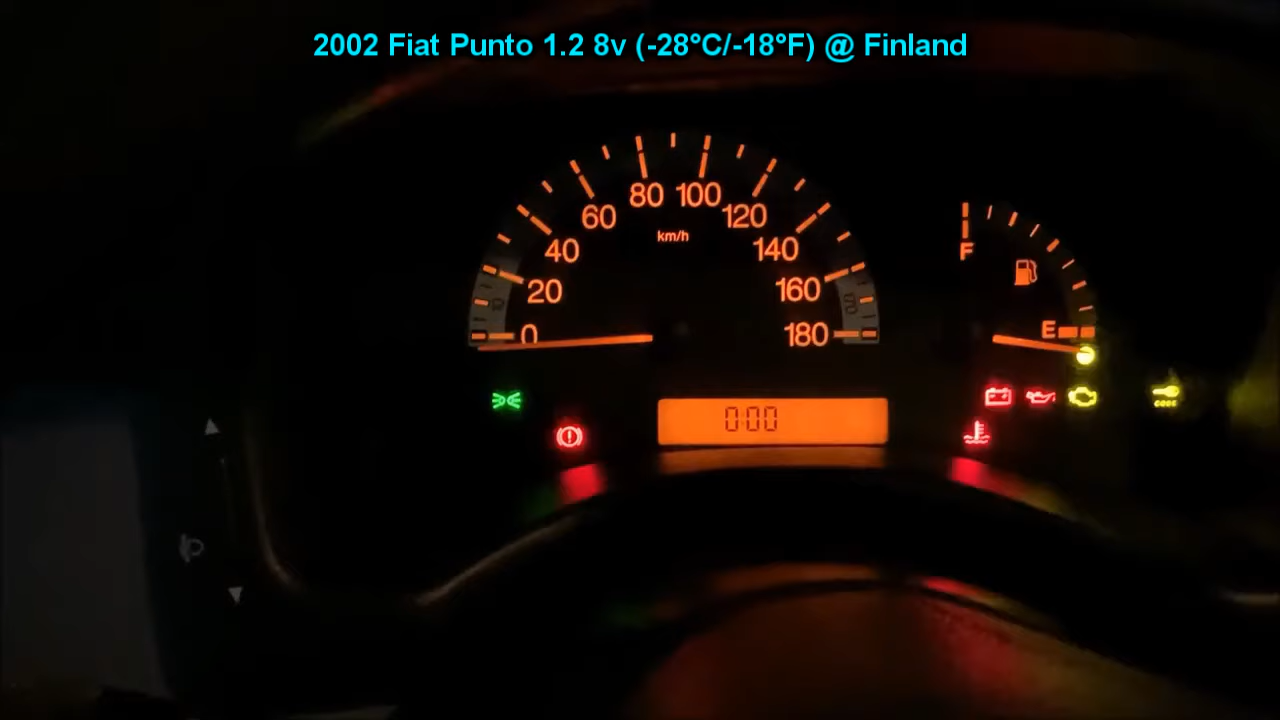 2002 Fiat Punto 1.2 8v (-28°C/-18°F) @ Finland
80 100
60 120
km/h
40 140
F
20 160
0 180
E
CODE
0:00